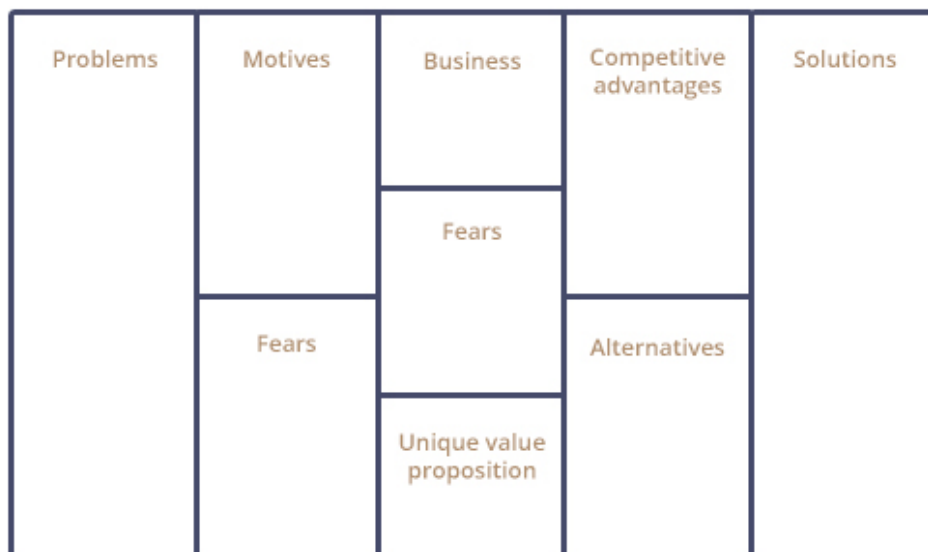 Problems
Motives
Fears
Business
Fears
Unique value
proposition
Competitive
advantages
Alternatives
Solutions